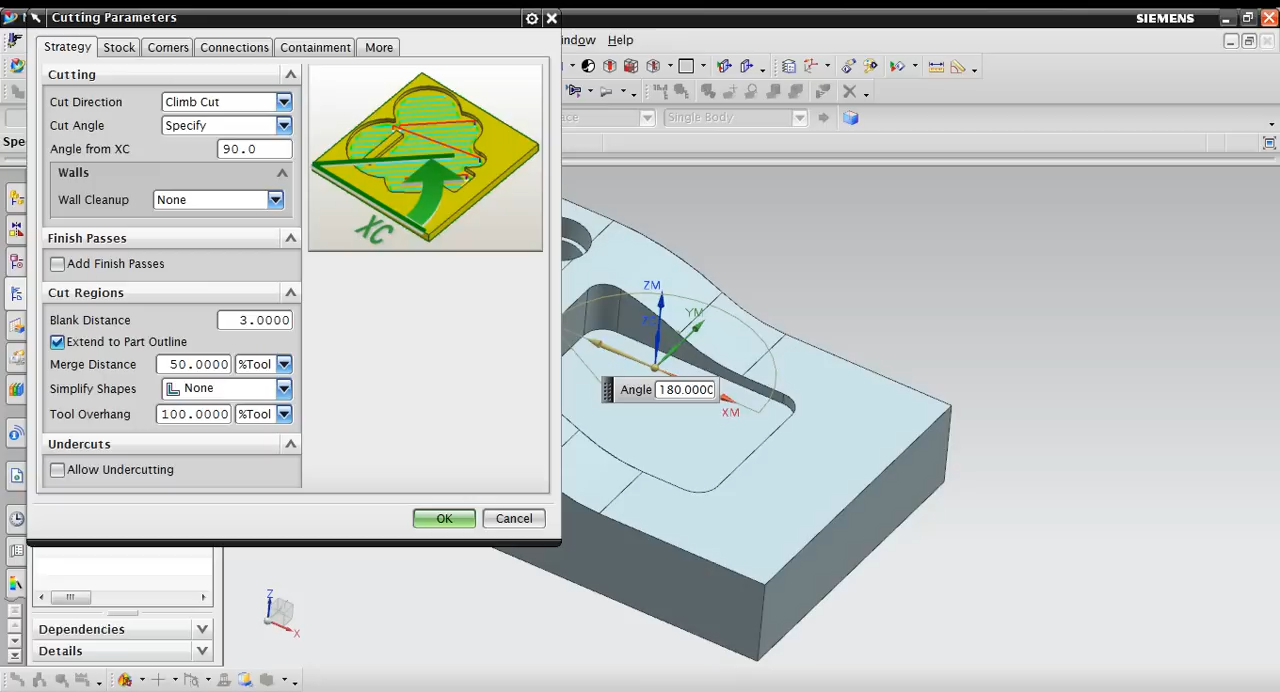 Cutting Parameters
SIEMENS
Strategy Stock Corners Connections Containment More
ndow Help
Cutting
Cut Direction Climb Cut
Cut Angle Specify
Angle from XC 90.0
Walls
Wall Cleanup None
XC
Finish Passes
Add Finish Passes
Cut Regions
Blank Distance 3.0000
Extend to Part Outline
Merge Distance 50.0000 %Tool
Simplify Shapes None
Tool Overhang 100.0000 %Tool
Undercuts
Allow Undercutting
OK Cancel
ace Single Body
Spe
ZM
YM
Angle 180.000
XM
Dependencies
Details
Z
X